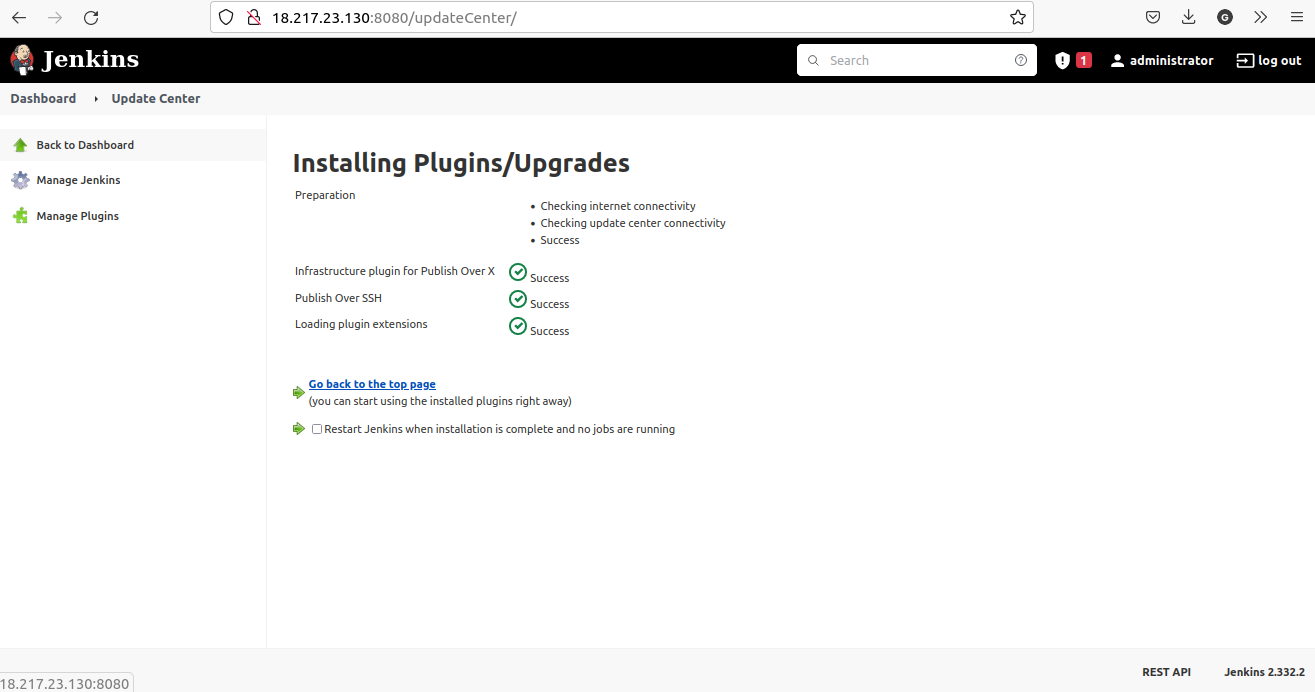 18.217.23.130:8080/updateCenter/
G
Jenkins
Search
1
administrator
log out
Dashboard
Update Center
Back to Dashboard
Manage Jenkins
Manage Plugins
Installing Plugins/Upgrades
Preparation
Checking internet connectivity
Checking update center connectivity
Success
Infrastructure plugin for Publish Over X
Success
Publish Over SSH
Success
Loading plugin extensions
Success
Go back to the top page
(you can start using the installed plugins right away)
Restart Jenkins when installation is complete and no jobs are running
REST API
Jenkins 2.332.2
18.217.23.130:8080